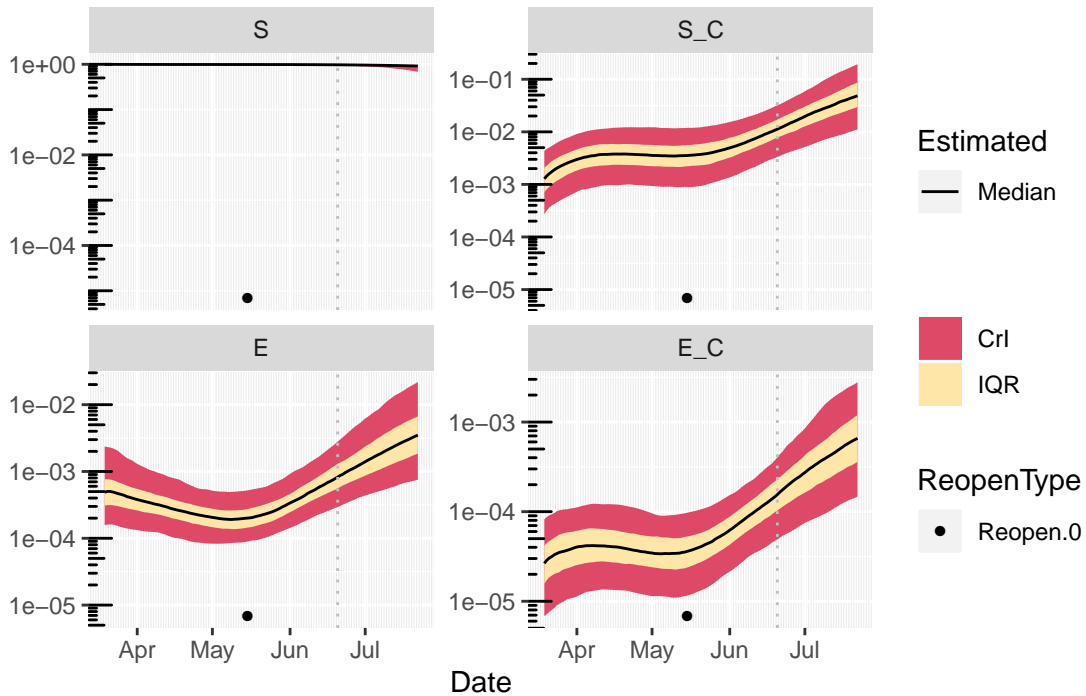 S
S_C
1e+00
1e−02
1e−04
1e−01
1e−02
1e−03
1e−04
1e−05
E
E_C
1e−02
1e−03
1e−04
1e−05
1e−03
1e−04
1e−05
Apr May Jun Jul
Apr May Jun Jul
Date
Estimated
Median
CrI
IQR
ReopenType
Reopen.0